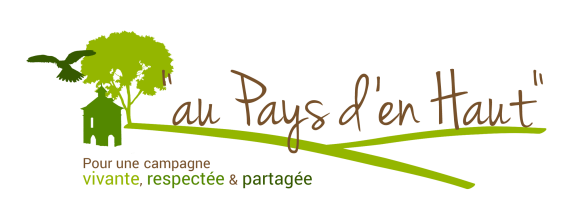 "au Pays d'en Haut"
Pour une campagne
vivante, respectée & partagée